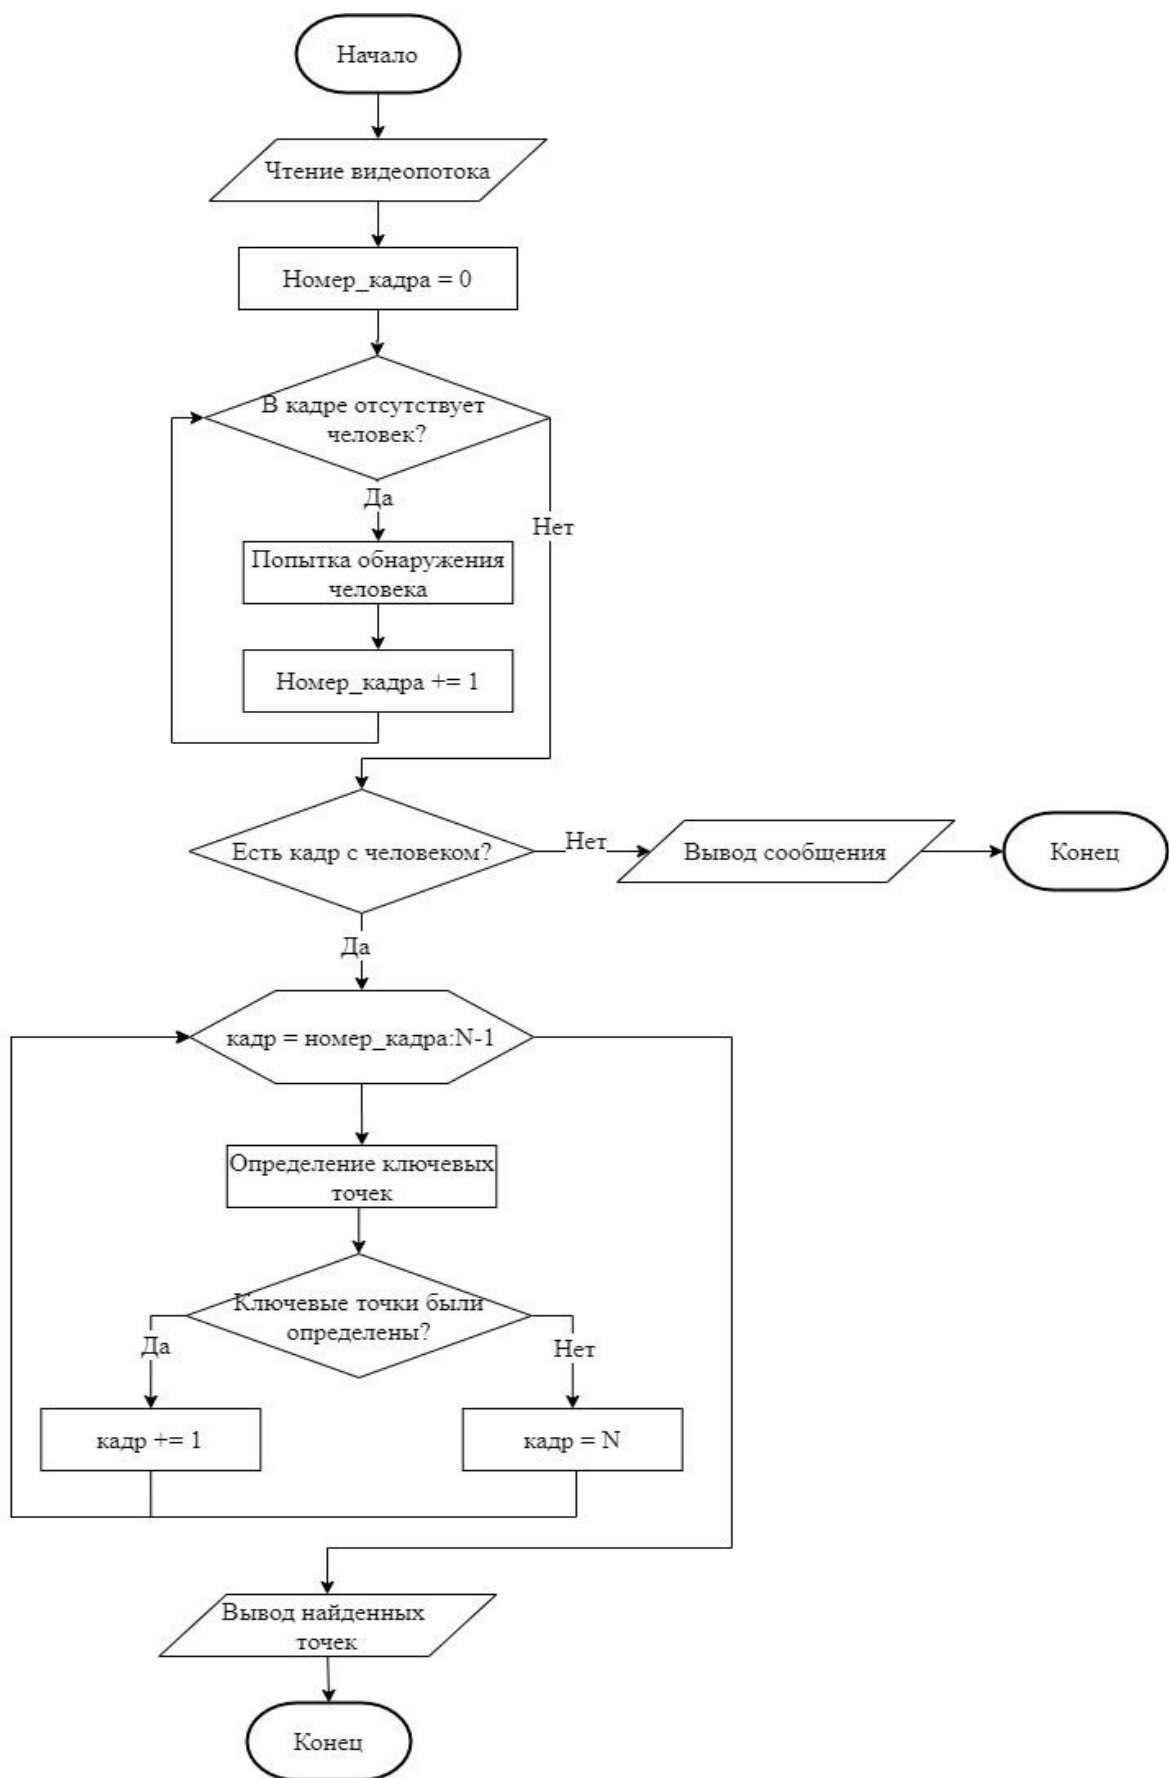 Начало
Чтение видеопотока
Номер_кадра = 0
В кадре отсутствует
человек?
Да
Нет
Попытка обнаружения
человека
Номер_кадра += 1
Есть кадр с человеком?
Нет
Вывод сообщения
Конец
Да
кадр = номер_кадра:N-1
Определение ключевых
точек
Ключевые точки были
определены?
Да
Нет
кадр += 1
кадр = N
Вывод найденных
точек
Конец